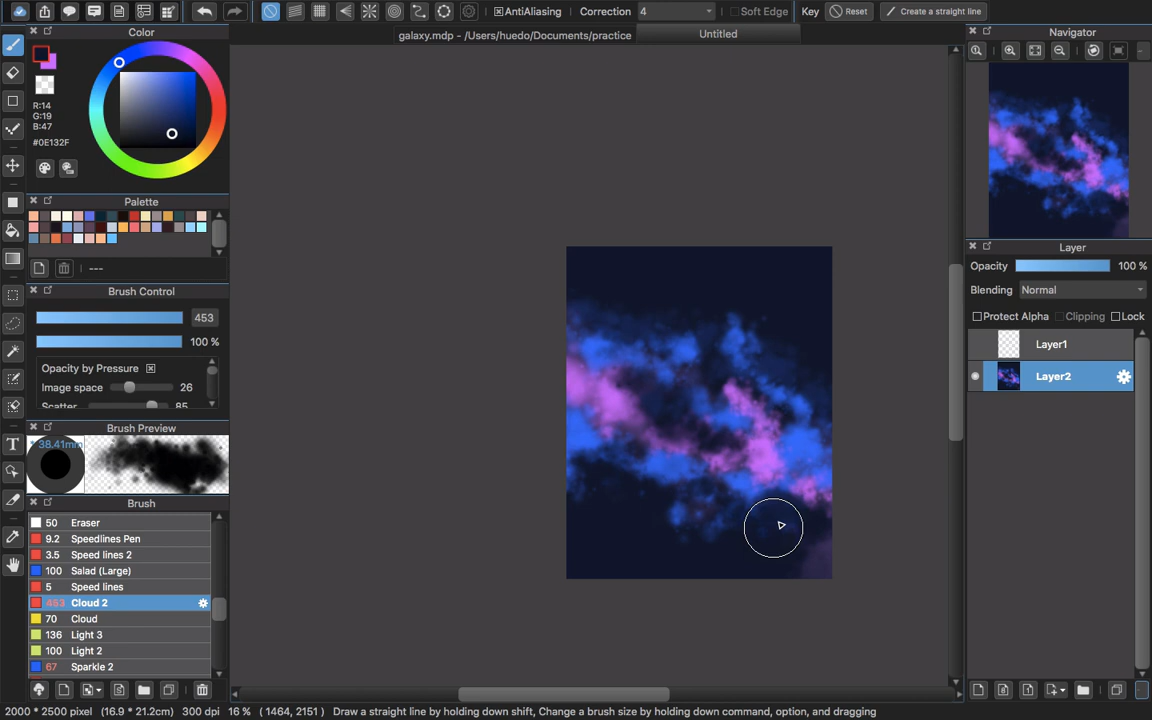 AntiAliasing Correction 4 Soft Edge Key Reset Create a straight line
galaxy.mdp - /Users/huedo/Documents/practice Untitled
Color
R:14
G:19
B:47
#0E132F
Palette
---
Brush Control
453
100 %
Opacity by Pressure
Image space 26
Scatter 85
Brush Preview
* 38.41mm
Brush
50 Eraser
9.2 Speedlines Pen
3.5 Speed lines 2
100 Salad (Large)
5 Speed lines
453 Cloud 2
70 Cloud
136 Light 3
100 Light 2
67 Sparkle 2
T
Navigator
Layer
Opacity 100 %
Blending Normal
Protect Alpha Clipping Lock
Layer1
Layer2
2000 * 2500 pixel (16.9 * 21.2cm) 300 dpi 16 % ( 1464, 2151 ) Draw a straight line by holding down shift, Change a brush size by holding down command, option, and dragging